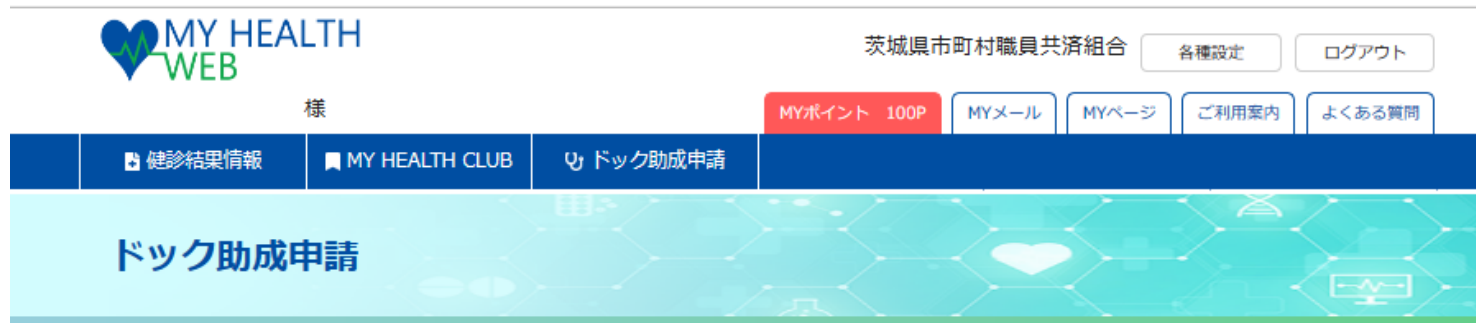 MY HEALTH
WEB
茨城県市町村職員共済組合 各種設定 ログアウト
様
MYポイント 100P MYメール MYページ ご利用案内 よくある質問
健診結果情報 MY HEALTH CLUB ドック助成申請
ドック助成申請